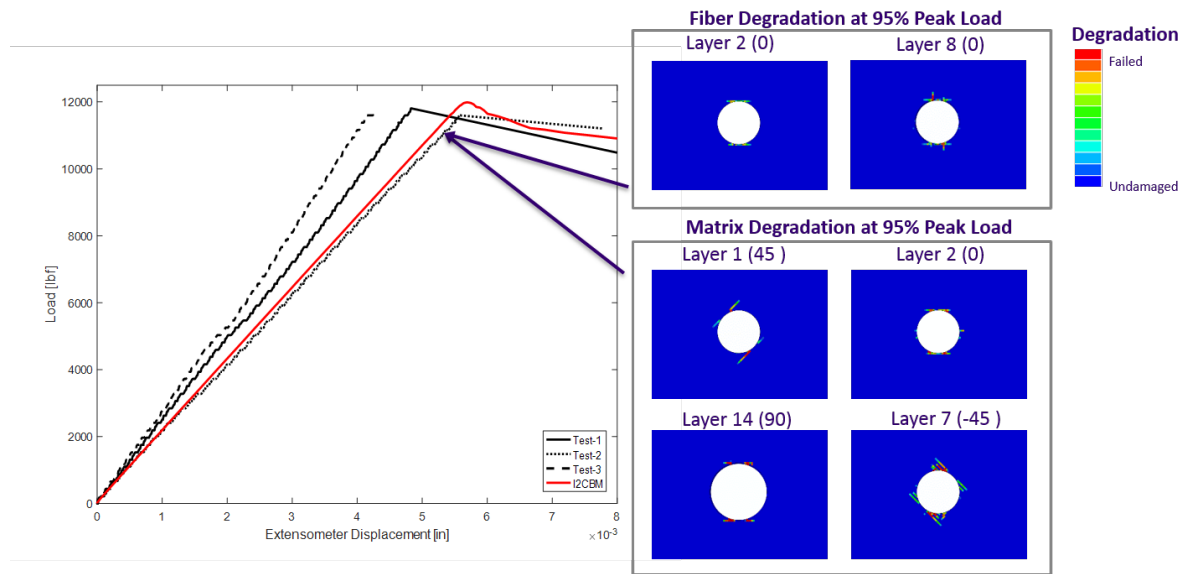 Fiber Degradation at 95% Peak Load
Layer 2 (0)
Layer 8 (0)
Degradation
Failed
Undamaged
Matrix Degradation at 95% Peak Load
Layer 1 (45 )
Layer 2 (0)
Layer 14 (90)
Layer 7 (-45 )
Load [lbf]
12000
10000
8000
6000
4000
2000
0
0
1
2
3
4
5
6
7
8
×10⁻³
Extensometer Displacement [in]
Test-1
Test-2
Test-3
I2CBM